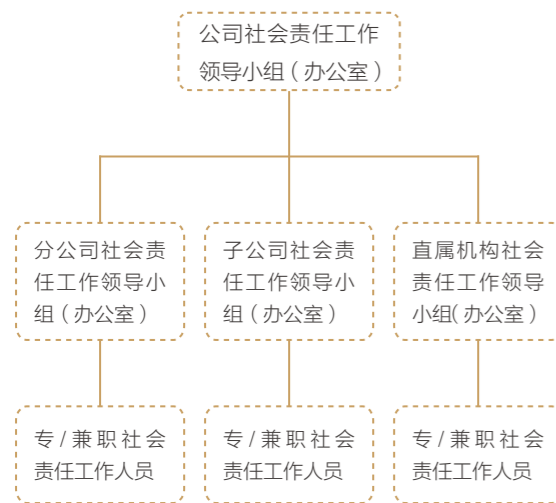 公司社会责任工作
领导小组（办公室）
分公司社会责
任工作领导小
组（办公室）
子公司社会责
任工作领导小
组（办公室）
直属机构社会
责任工作领导
小组（办公室）
专/兼职社会
责任工作人员
专/兼职社会
责任工作人员
专/兼职社会
责任工作人员